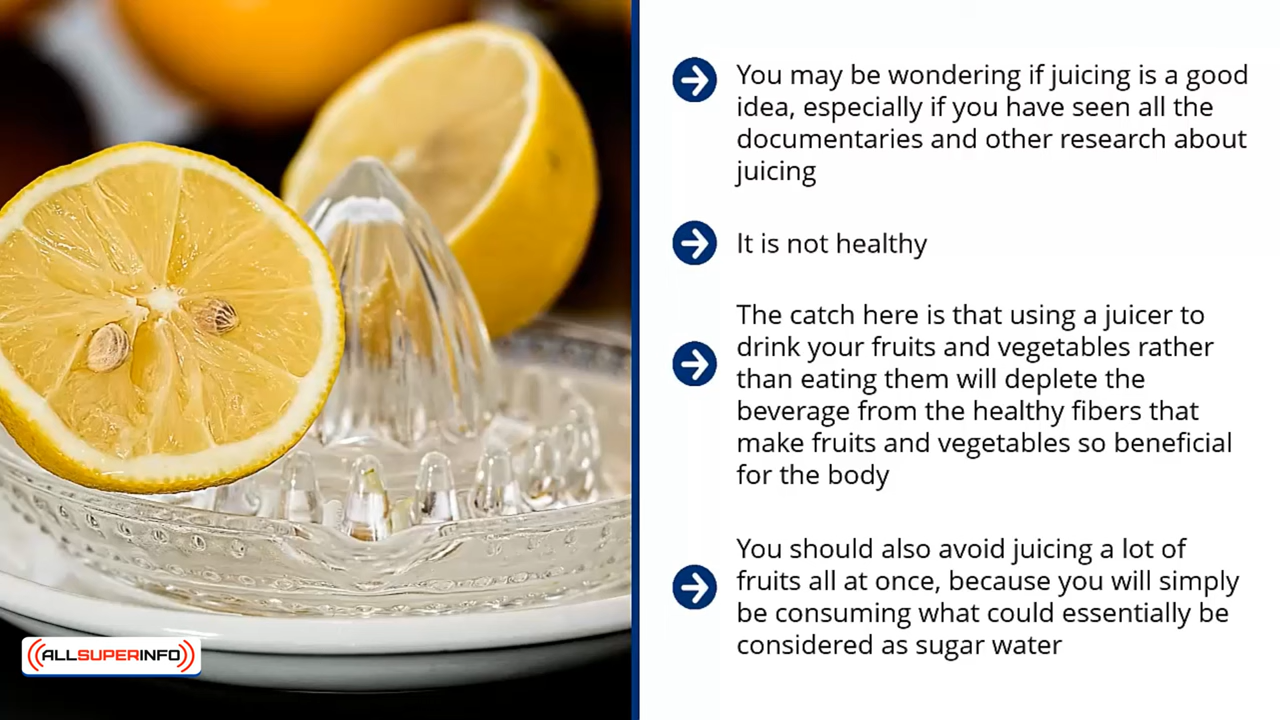 You may be wondering if juicing is a good
idea, especially if you have seen all the
documentaries and other research about
juicing
It is not healthy
The catch here is that using a juicer to
drink your fruits and vegetables rather
than eating them will deplete the
beverage from the healthy fibers that
make fruits and vegetables so beneficial
for the body
You should also avoid juicing a lot of
fruits all at once, because you will simply
be consuming what could essentially be
considered as sugar water
ALLSUPERINFO